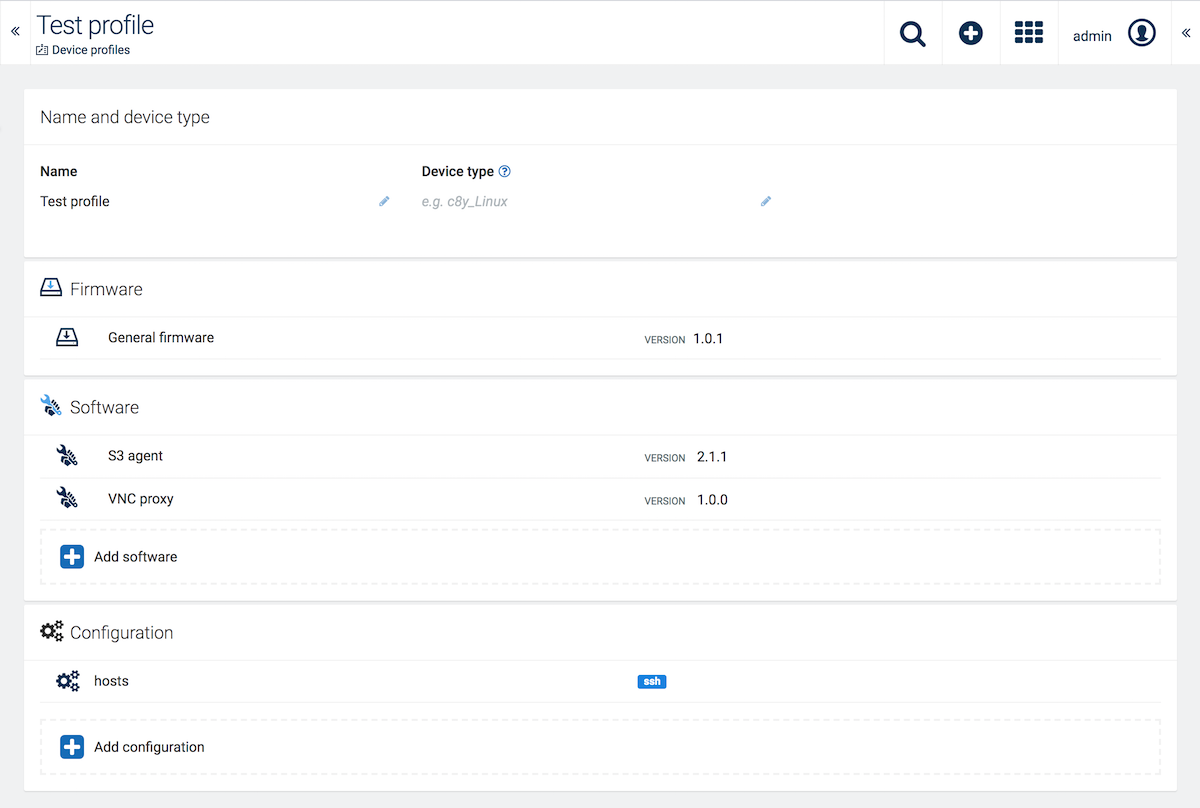 Test profile
Device profiles
admin
Name and device type
Name
Device type
Test profile
e.g. c8y_Linux
Firmware
General firmware
VERSION 1.0.1
Software
S3 agent
VERSION 2.1.1
VNC proxy
VERSION 1.0.0
Add software
Configuration
hosts
ssh
Add configuration